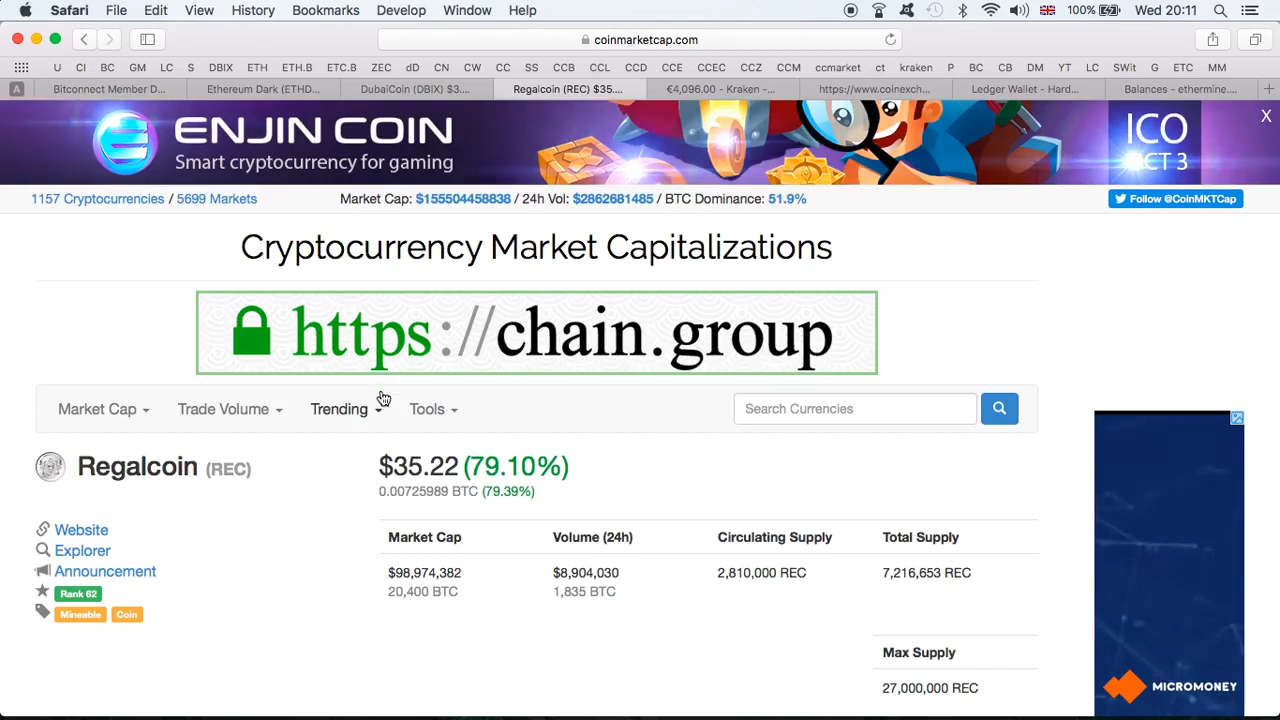 Safari File Edit View History Bookmarks Develop Window Help 100% Wed 20:11
coinmarketcap.com
U CI BC GM LC S DBIX ETH ETH.B ETC.B ZEC dD CN CW CC SS CCB CCL CCD CCE CCEC CCZ CCM ccmarket ct kraken P BC CB DM YT LC SWit G ETC MM
A Bitconnect Member D... Ethereum Dark (ETHD... DubaiCoin (DBIX) $3.... Regalcoin (REC) $35.... €4,096.00 - Kraken -... https://www.coinexch... Ledger Wallet - Hard... Balances - ethermine....
ENJIN COIN
Smart cryptocurrency for gaming
ICO
OCT 3
X
1157 Cryptocurrencies / 5699 Markets Market Cap: $155504458838 / 24h Vol: $2862681485 / BTC Dominance: 51.9% Follow @CoinMKTCap
Cryptocurrency Market Capitalizations
https://chain.group
Market Cap Trade Volume Trending Tools Search Currencies
Regalcoin (REC) $35.22 (79.10%)
0.00725989 BTC (79.39%)
Website
Explorer
Announcement
Rank 62
Mineable Coin
Market Cap Volume (24h) Circulating Supply Total Supply
$98,974,382 $8,904,030 2,810,000 REC 7,216,653 REC
20,400 BTC 1,835 BTC
Max Supply
27,000,000 REC
MICROMONEY